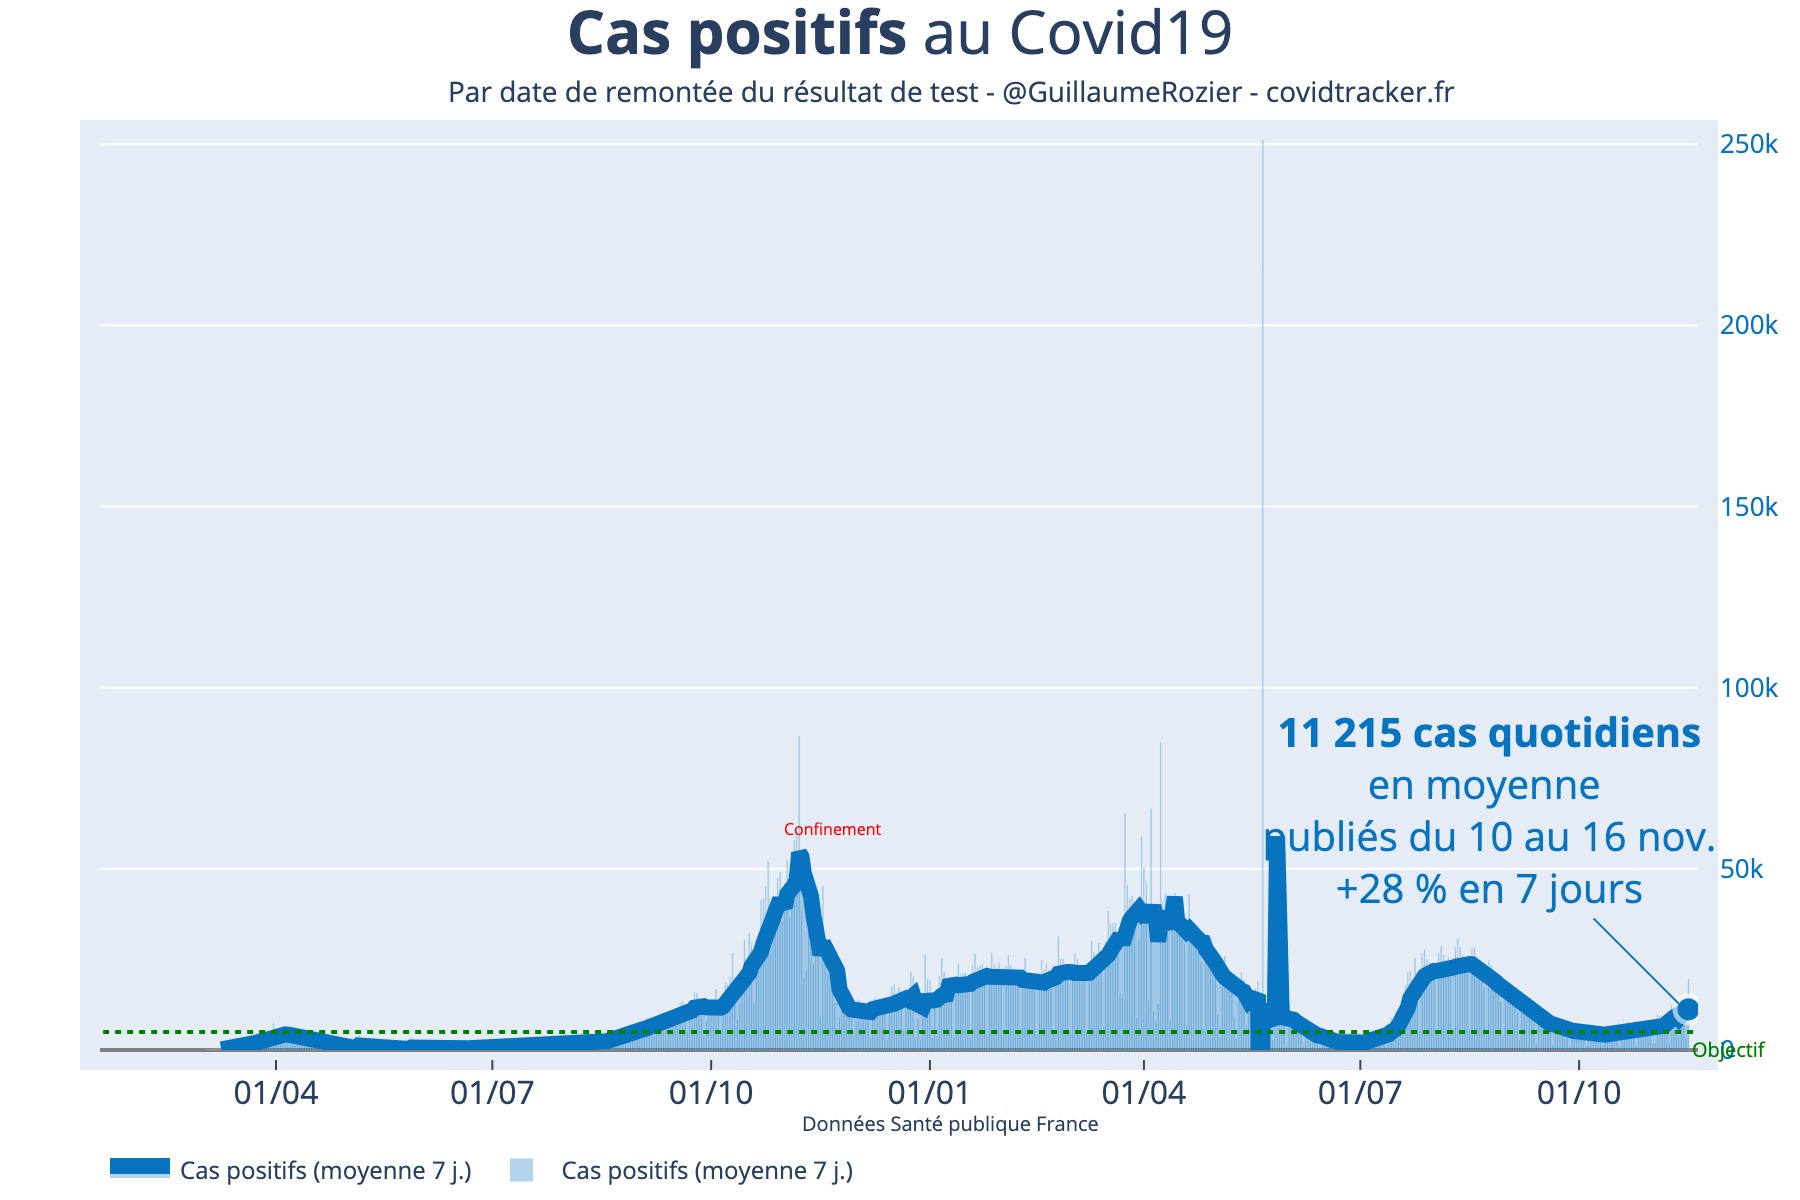 Cas positifs au Covid19
Par date de remontée du résultat de test - @GuillaumeRozier - covidtracker.fr
250k
200k
150k
100k
50k
0
11 215 cas quotidiens
en moyenne
publiés du 10 au 16 nov.
+28 % en 7 jours
Confinement
Objectif
01/04 01/07 01/10 01/01 01/04 01/07 01/10
Données Santé publique France
Cas positifs (moyenne 7 j.) Cas positifs (moyenne 7 j.)